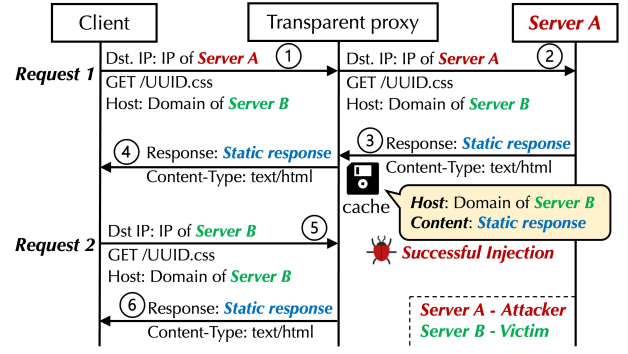 Client
Transparent proxy
Server A
Request 1
Dst. IP: IP of Server A
1
GET /UUID.css
Host: Domain of Server B
Dst. IP: IP of Server A
2
GET /UUID.css
Host: Domain of Server B
3
Response: Static response
Content-Type: text/html
4
Response: Static response
Content-Type: text/html
cache
Host: Domain of Server B
Content: Static response
Request 2
Dst IP: IP of Server B
5
GET /UUID.css
Host: Domain of Server B
Successful Injection
6
Response: Static response
Content-Type: text/html
Server A - Attacker
Server B - Victim